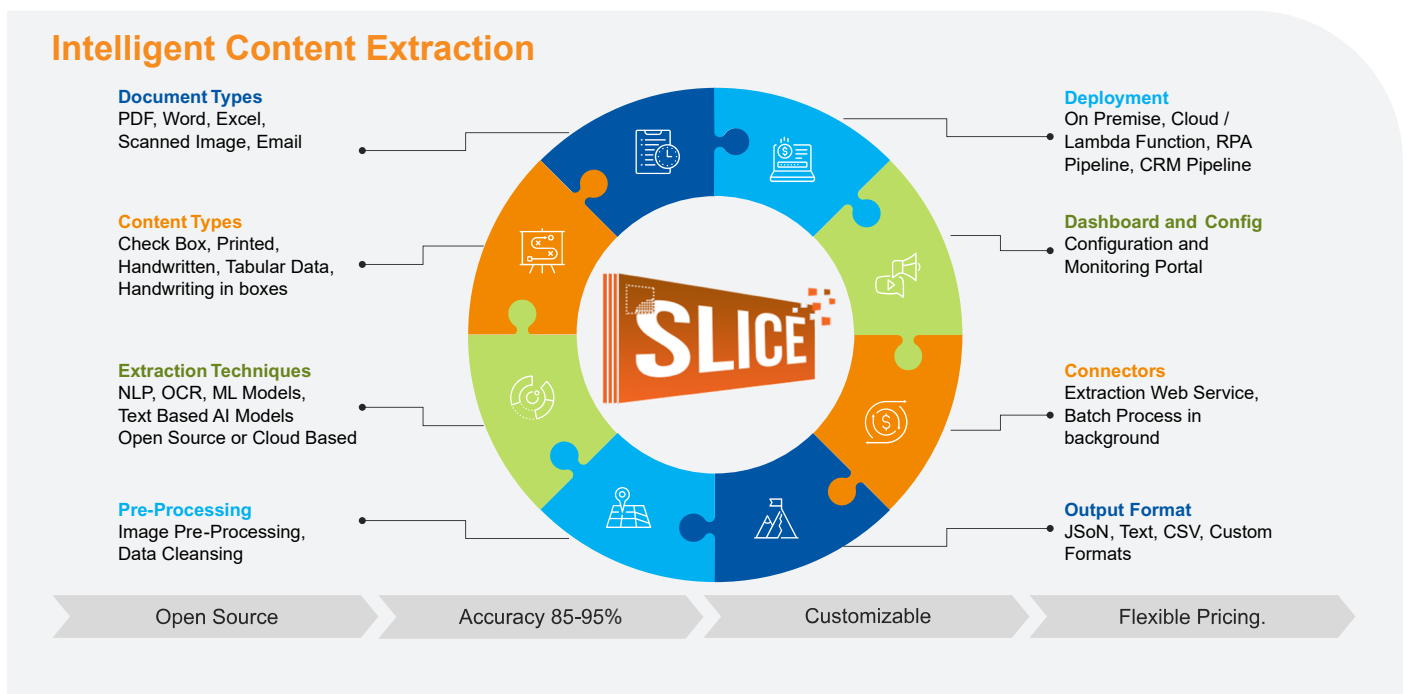 Intelligent Content Extraction
Document Types
PDF, Word, Excel,
Scanned Image, Email
Content Types
Check Box, Printed,
Handwritten, Tabular Data,
Handwriting in boxes
Extraction Techniques
NLP, OCR, ML Models,
Text Based AI Models
Open Source or Cloud Based
Pre-Processing
Image Pre-Processing,
Data Cleansing
SLICE
Deployment
On Premise, Cloud /
Lambda Function, RPA
Pipeline, CRM Pipeline
Dashboard and Config
Configuration and
Monitoring Portal
Connectors
Extraction Web Service,
Batch Process in
background
Output Format
JSoN, Text, CSV, Custom
Formats
Open Source
Accuracy 85-95%
Customizable
Flexible Pricing.